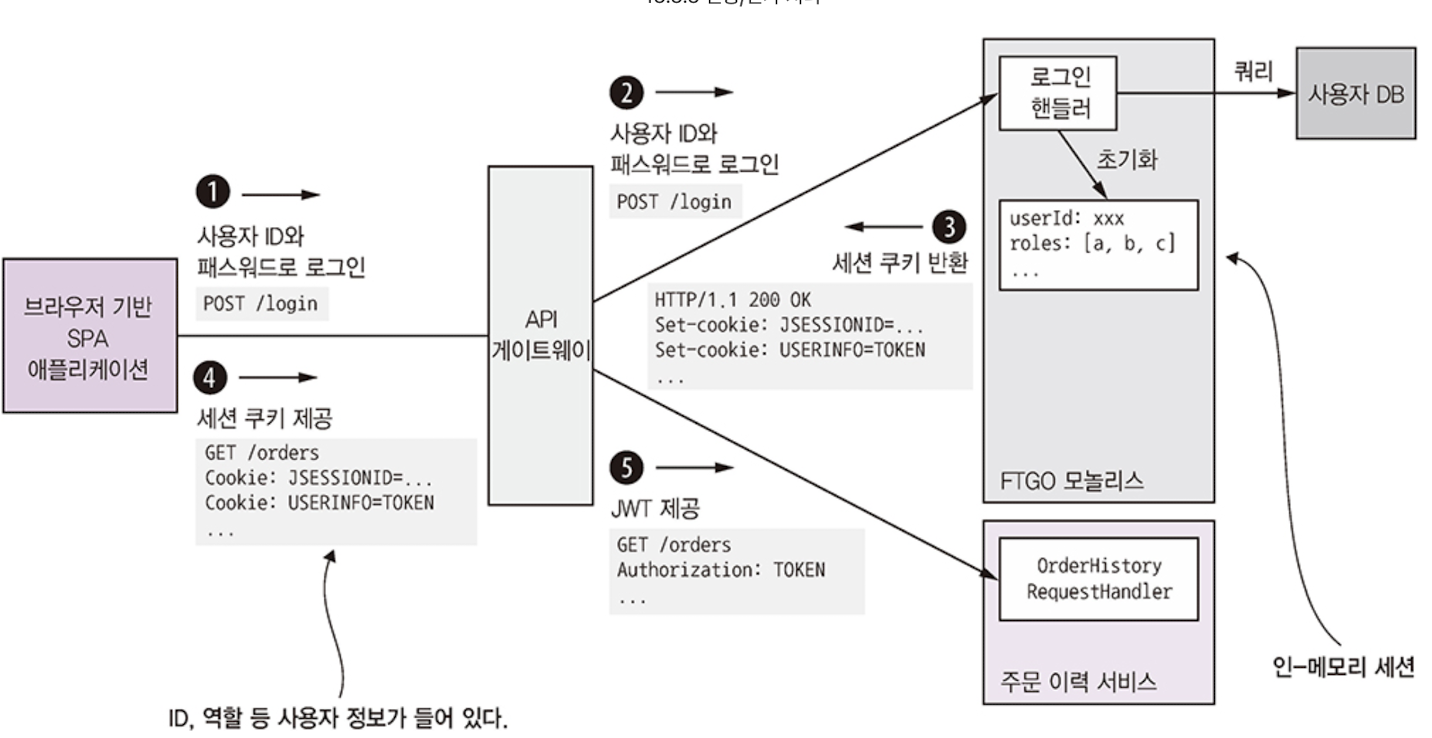 ❶
사용자 ID와
패스워드로 로그인
POST /login
브라우저 기반
SPA
애플리케이션
❹
세션 쿠키 제공
GET /orders
Cookie: JSESSIONID=...
Cookie: USERINFO=TOKEN
...
ID, 역할 등 사용자 정보가 들어 있다.
API
게이트웨이
❷
사용자 ID와
패스워드로 로그인
POST /login
❸
세션 쿠키 반환
HTTP/1.1 200 OK
Set-cookie: JSESSIONID=...
Set-cookie: USERINFO=TOKEN
...
❺
JWT 제공
GET /orders
Authorization: TOKEN
...
로그인
핸들러
쿼리
사용자 DB
초기화
userId: xxx
roles: [a, b, c]
...
FTGO 모놀리스
OrderHistory
RequestHandler
주문 이력 서비스
인-메모리 세션